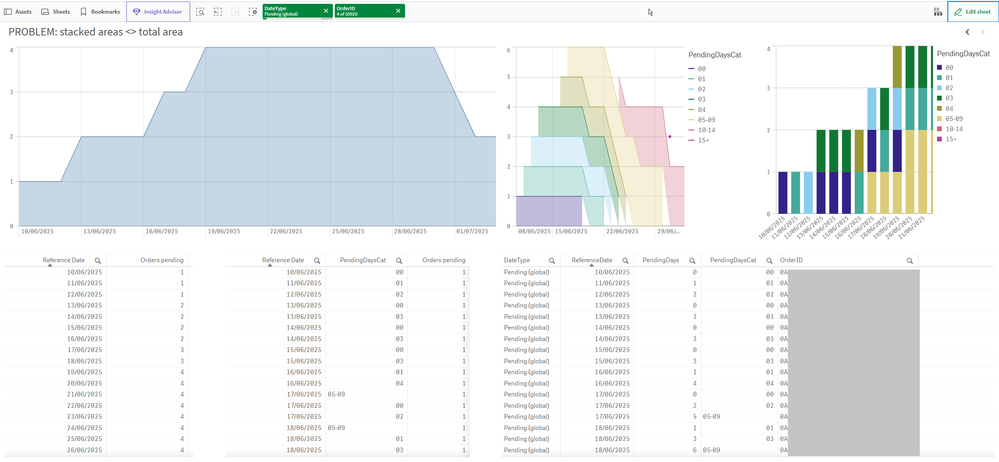 Assets Sheets Bookmarks Insight Advisor DateType Pending (global) OrderID 4 of 50920 Edit sheet
PROBLEM: stacked areas <> total area
4
3
2
1
0
10/06/2025 13/06/2025 16/06/2025 19/06/2025 22/06/2025 25/06/2025 28/06/2025 01/07/2025
6
5
4
3
2
1
0
08/06/2025 15/06/2025 22/06/2025 29/06/...
PendingDaysCat
00
01
02
03
04
05-09
10-14
15+
4
3
2
1
0
10/06/2025 11/06/2025 12/06/2025 13/06/2025 14/06/2025 15/06/2025 16/06/2025 17/06/2025 18/06/2025 19/06/2025 20/06/2025 21/06/2025
PendingDaysCat
00
01
02
03
04
05-09
10-14
15+
Reference Date Orders pending
10/06/2025 1
11/06/2025 1
12/06/2025 1
13/06/2025 2
14/06/2025 2
15/06/2025 2
16/06/2025 2
17/06/2025 3
18/06/2025 3
19/06/2025 4
20/06/2025 4
21/06/2025 4
22/06/2025 4
23/06/2025 4
24/06/2025 4
25/06/2025 4
26/06/2025 4
Reference Date PendingDaysCat Orders pending
10/06/2025 00 1
11/06/2025 01 1
12/06/2025 02 1
13/06/2025 00 1
13/06/2025 03 1
14/06/2025 00 1
14/06/2025 03 1
15/06/2025 00 1
15/06/2025 03 1
16/06/2025 01 1
16/06/2025 04 1
17/06/2025 05-09 1
17/06/2025 00 1
17/06/2025 02 1
18/06/2025 05-09 1
18/06/2025 01 1
18/06/2025 03 1
DateType ReferenceDate PendingDays PendingDaysCat OrderID
Pending (global) 10/06/2025 0 00 0A
Pending (global) 11/06/2025 1 01 0A
Pending (global) 12/06/2025 2 02 0A
Pending (global) 13/06/2025 0 00 0A
Pending (global) 13/06/2025 3 03 0A
Pending (global) 14/06/2025 0 00 0A
Pending (global) 14/06/2025 3 03 0A
Pending (global) 15/06/2025 0 00 0A
Pending (global) 15/06/2025 3 03 0A
Pending (global) 16/06/2025 1 01 0A
Pending (global) 16/06/2025 4 04 0A
Pending (global) 17/06/2025 0 00 0A
Pending (global) 17/06/2025 2 02 0A
Pending (global) 17/06/2025 5 05-09 0A
Pending (global) 18/06/2025 1 01 0A
Pending (global) 18/06/2025 3 03 0A
Pending (global) 18/06/2025 6 05-09 0A